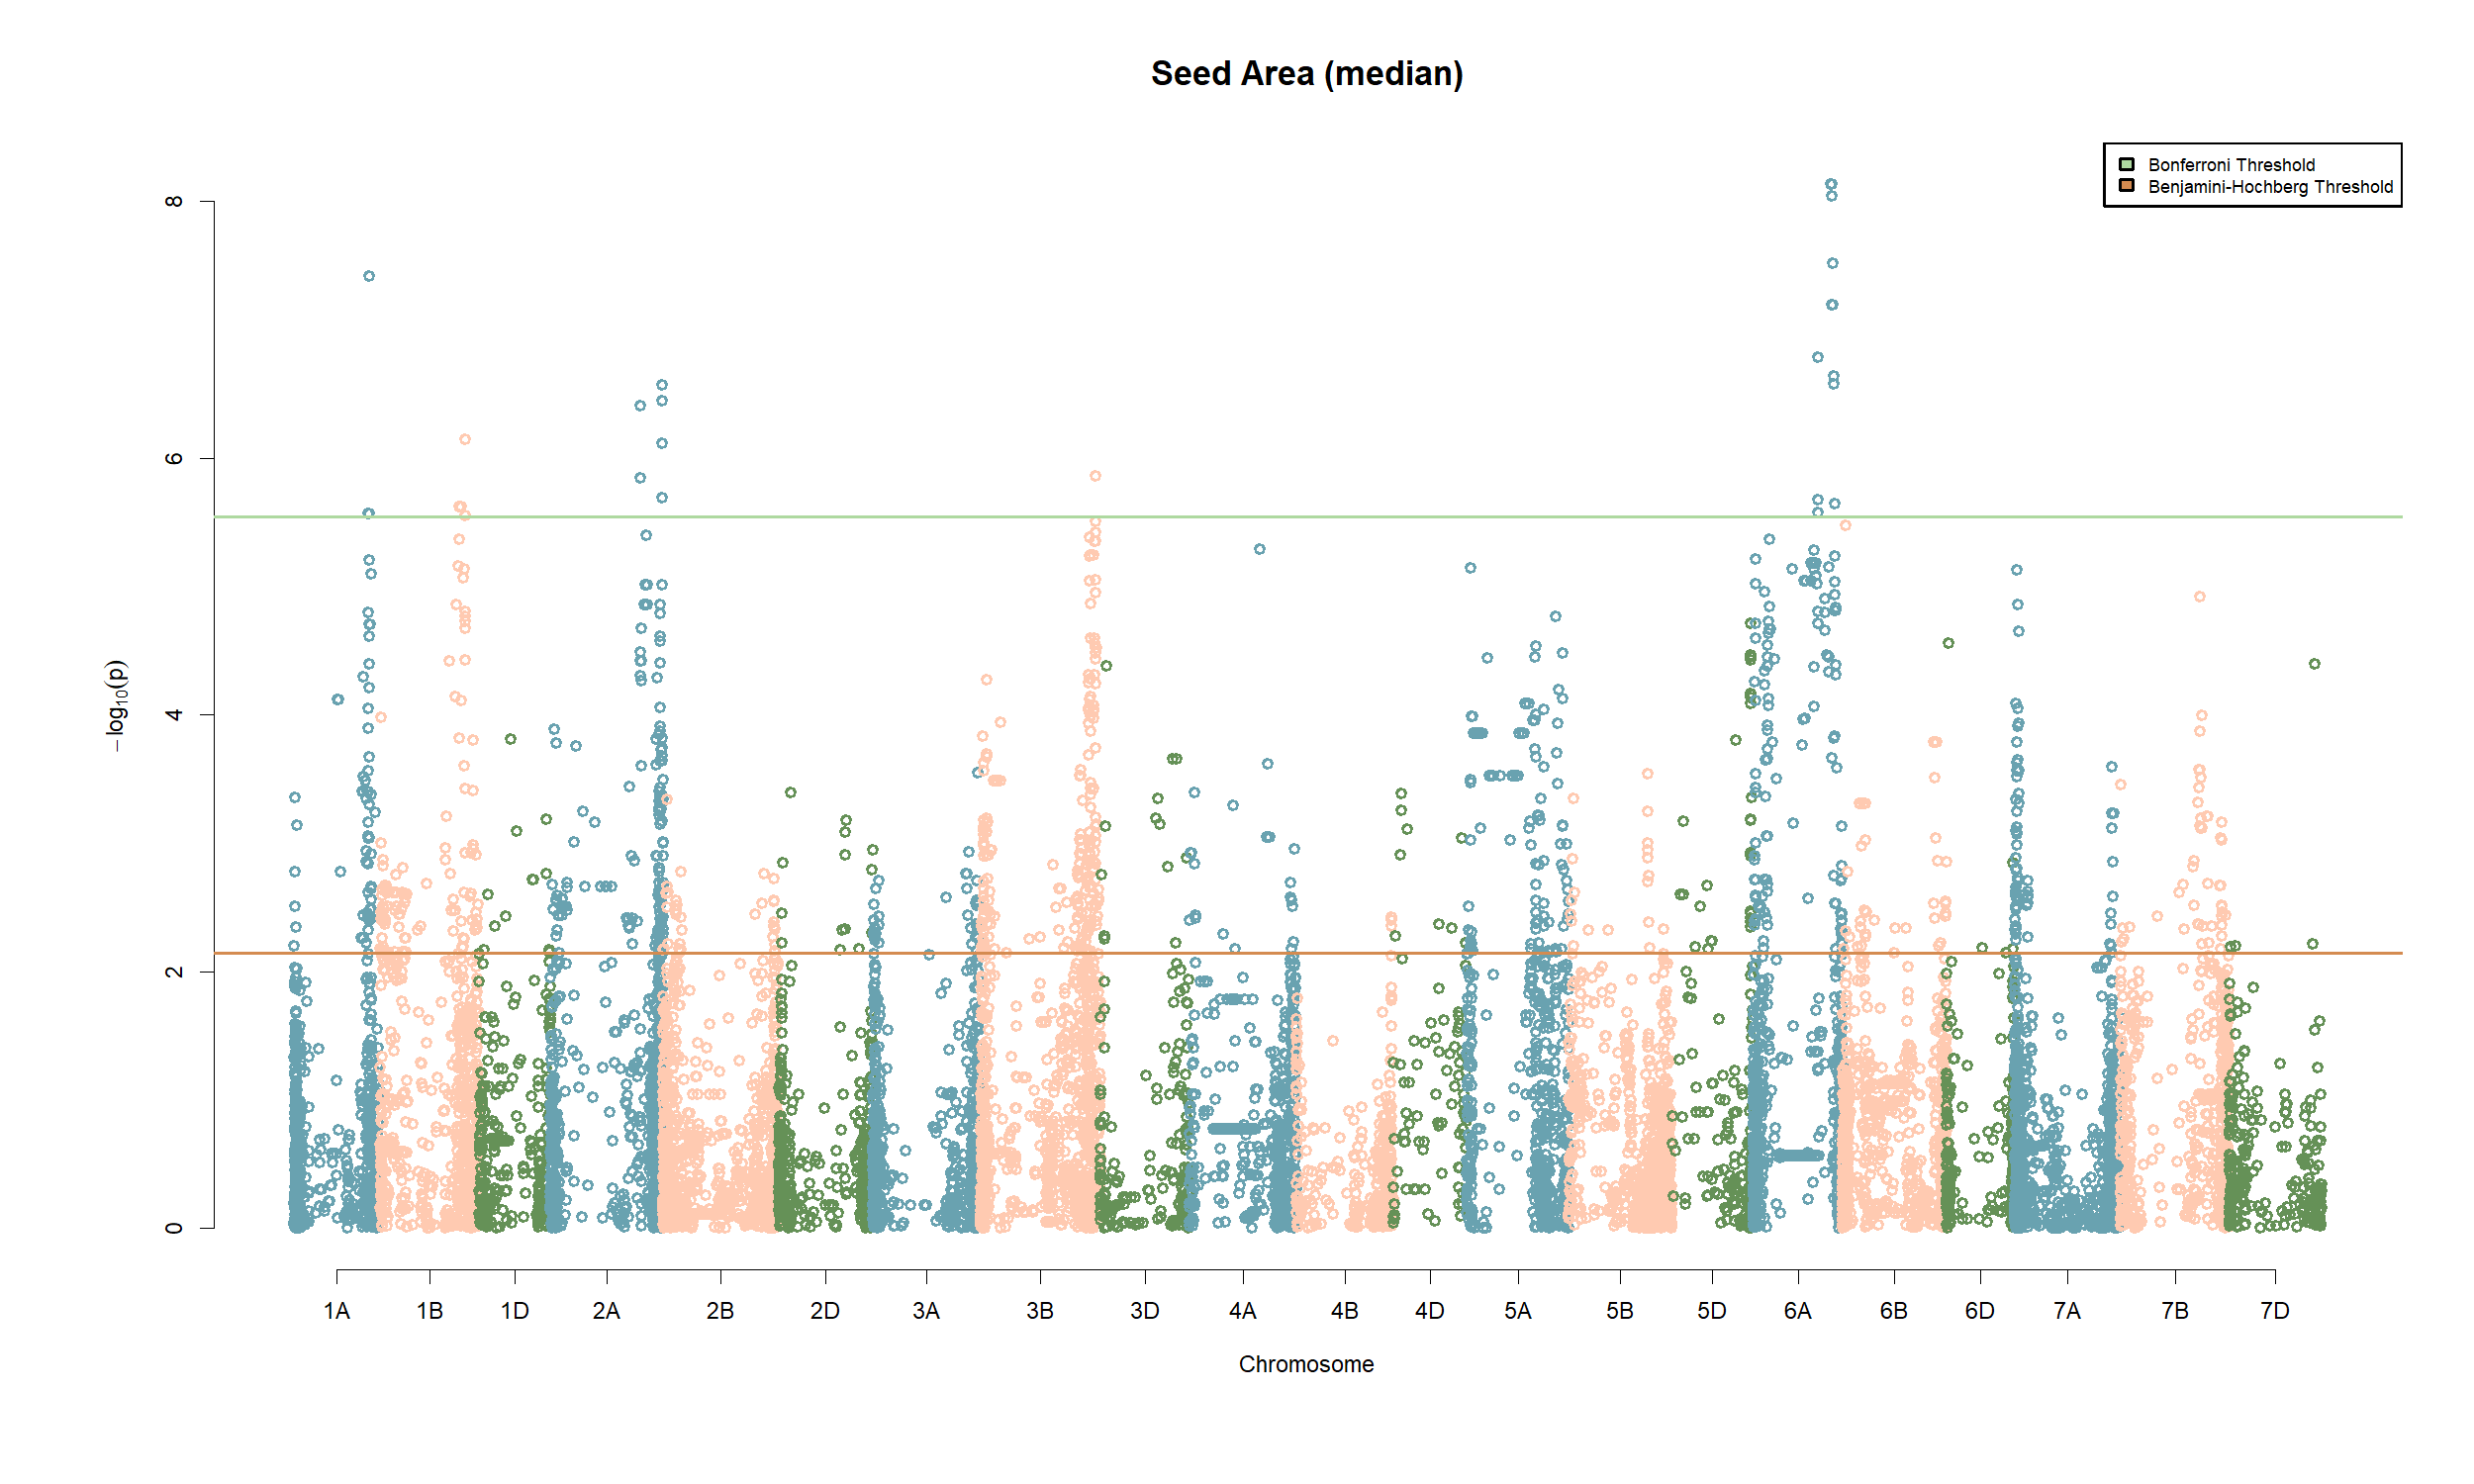 Seed Area (median)
Bonferroni Threshold
Benjamini-Hochberg Threshold
8
6
4
2
0
−log₁₀(p)
1A 1B 1D 2A 2B 2D 3A 3B 3D 4A 4B 4D 5A 5B 5D 6A 6B 6D 7A 7B 7D
Chromosome